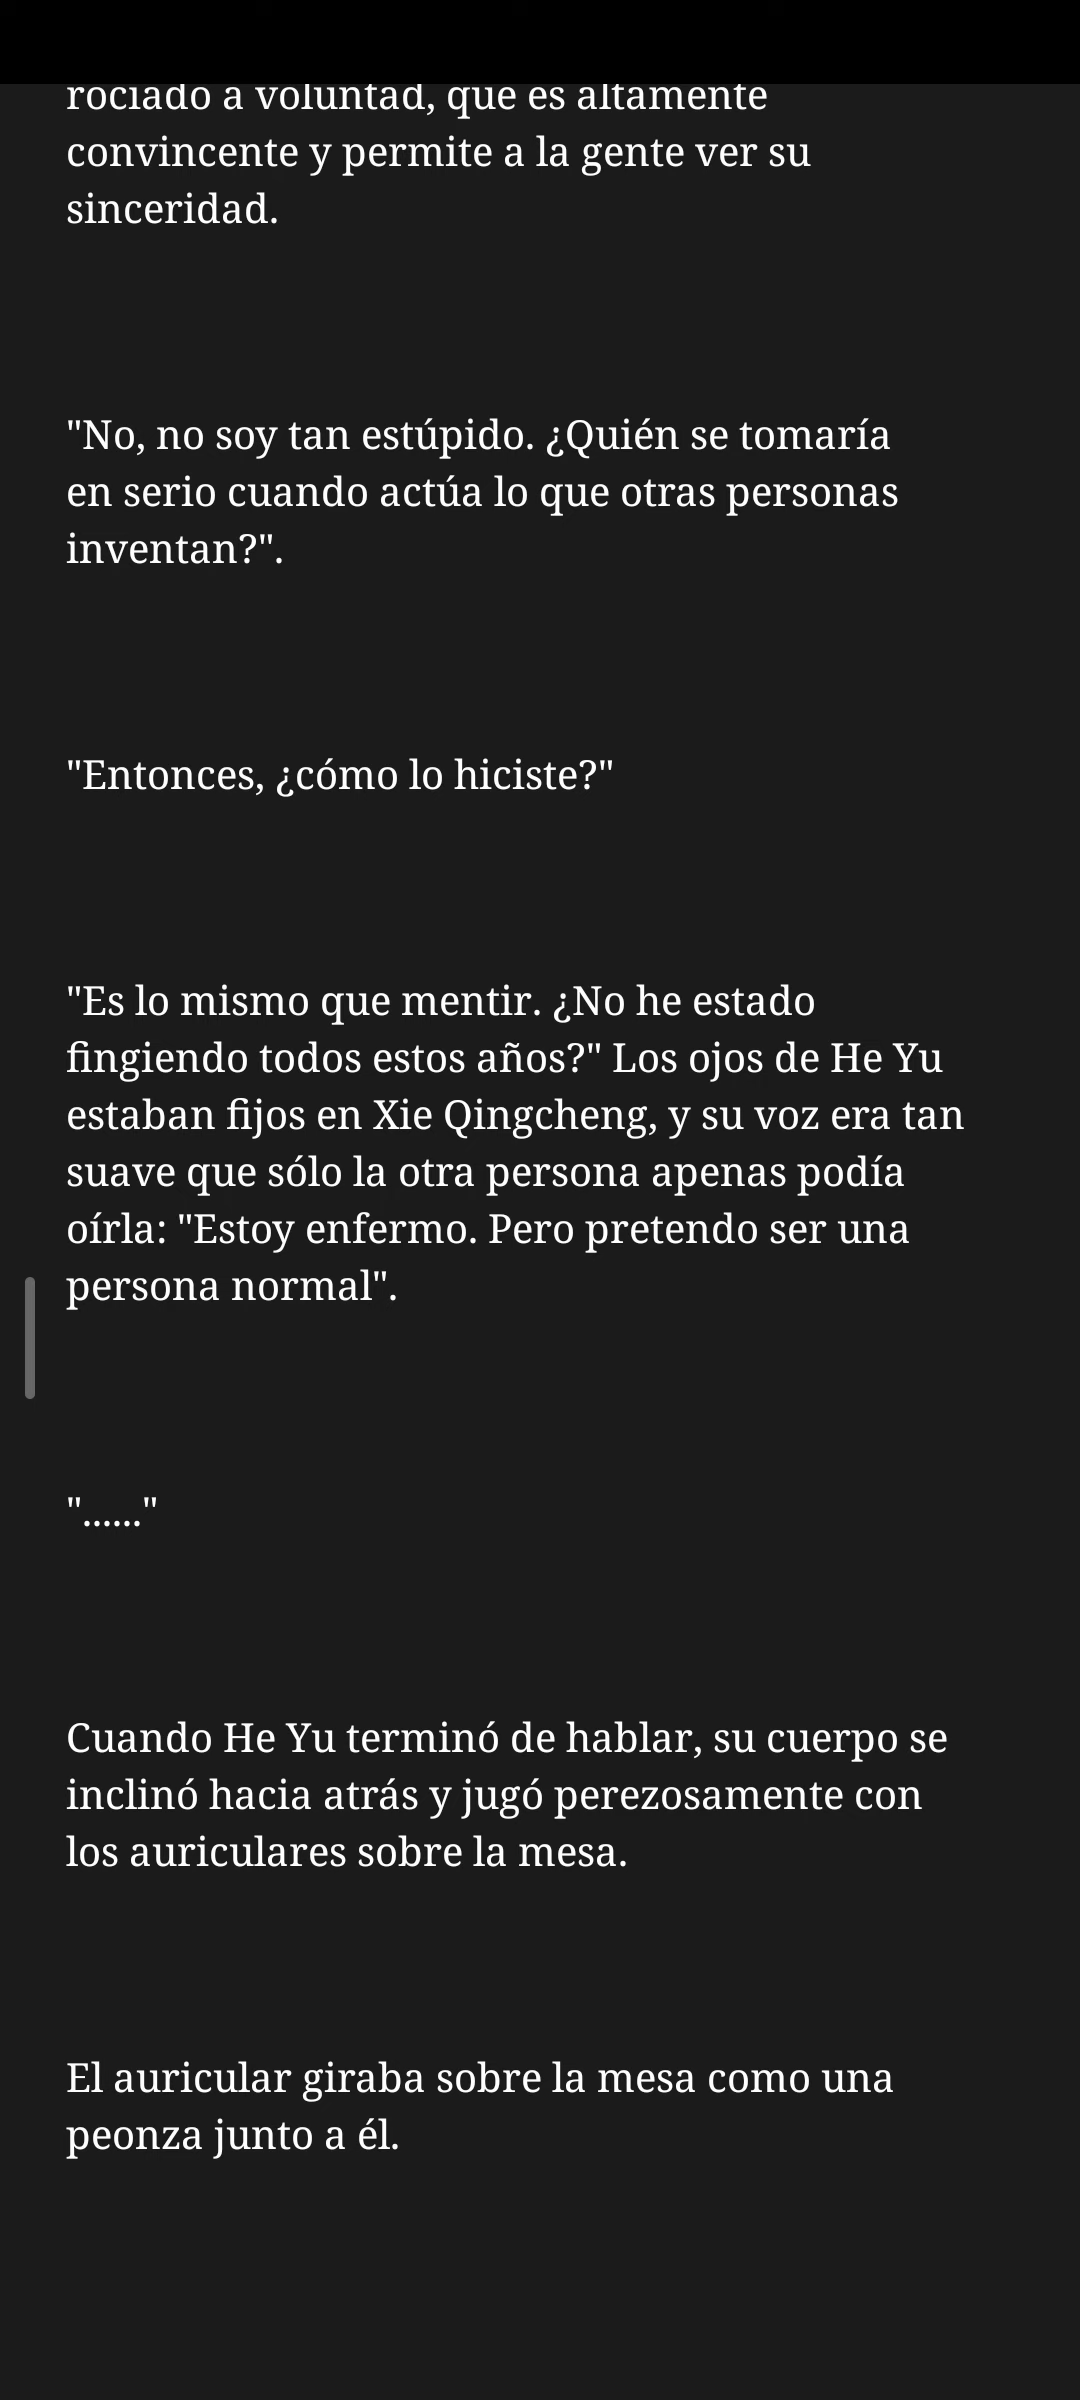 rociado a voluntad, que es altamente
convincente y permite a la gente ver su
sinceridad.
"No, no soy tan estúpido. ¿Quién se tomaría
en serio cuando actúa lo que otras personas
inventan?".
"Entonces, ¿cómo lo hiciste?"
"Es lo mismo que mentir. ¿No he estado
fingiendo todos estos años?" Los ojos de He Yu
estaban fijos en Xie Qingcheng, y su voz era tan
suave que sólo la otra persona apenas podía
oírla: "Estoy enfermo. Pero pretendo ser una
persona normal".
"......"
Cuando He Yu terminó de hablar, su cuerpo se
inclinó hacia atrás y jugó perezosamente con
los auriculares sobre la mesa.
El auricular giraba sobre la mesa como una
peonza junto a él.